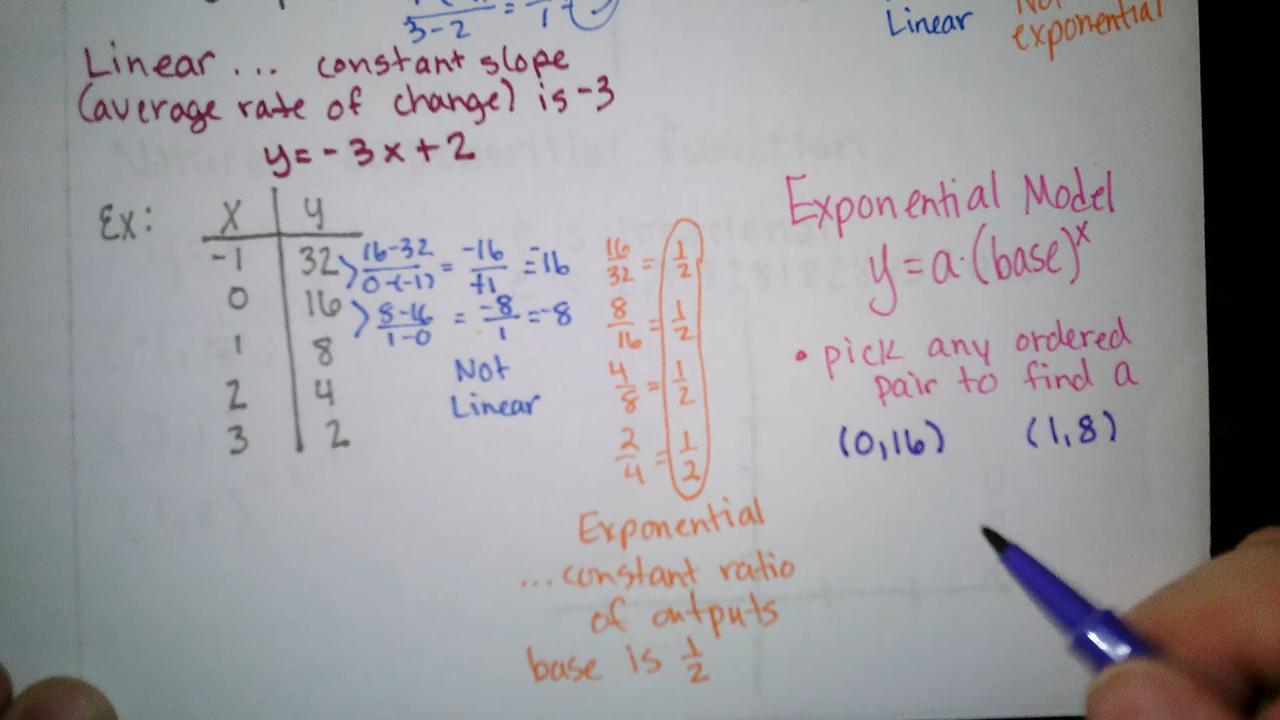 3-2 = 1
Linear
exponential
Linear ... constant slope
(average rate of change) is -3
y = -3x+2
Ex:
x y
-1 32
0 16
1 8
2 4
3 2
16-32/0-(-1) = -16/+1 = -16
8-16/1-0 = -8/1 = -8
Not
Linear
16/32 = 1/2
8/16 = 1/2
4/8 = 1/2
2/4 = 1/2
Exponential
...constant ratio
of outputs
base is 1/2
Exponential Model
y = a·(base)^x
• pick any ordered
pair to find a
(0,16) (1,8)